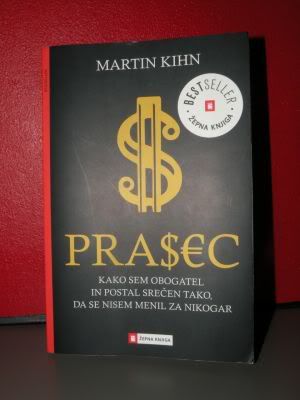 MARTIN KIHN
BESTSELLER
ŽEPNA KNJIGA
$
PRA$€C
KAKO SEM OBOGATEL
IN POSTAL SREČEN TAKO,
DA SE NISEM MENIL ZA NIKOGAR
ŽEPNA KNJIGA